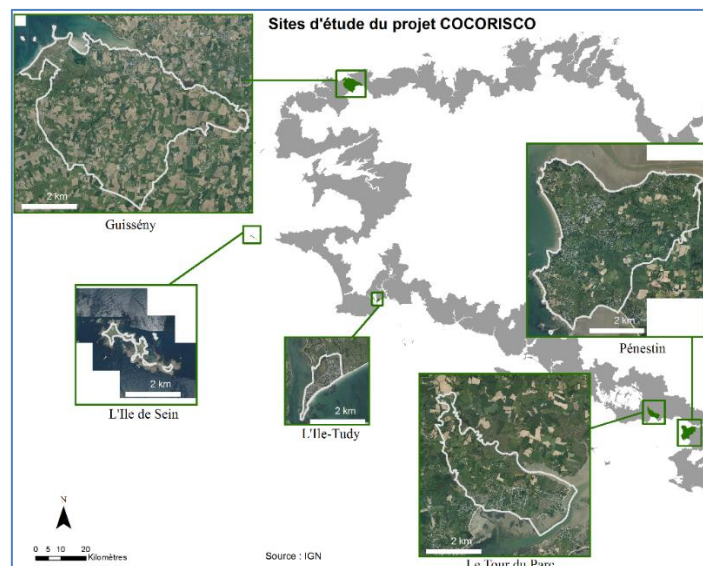 Sites d'étude du projet COCORISCO
2 km
Guissény
2 km
L'Ile de Sein
2 km
L'Ile-Tudy
2 km
Pénestin
2 km
Le Tour du Parc
N
0 5 10 20
Kilomètres
Source : IGN